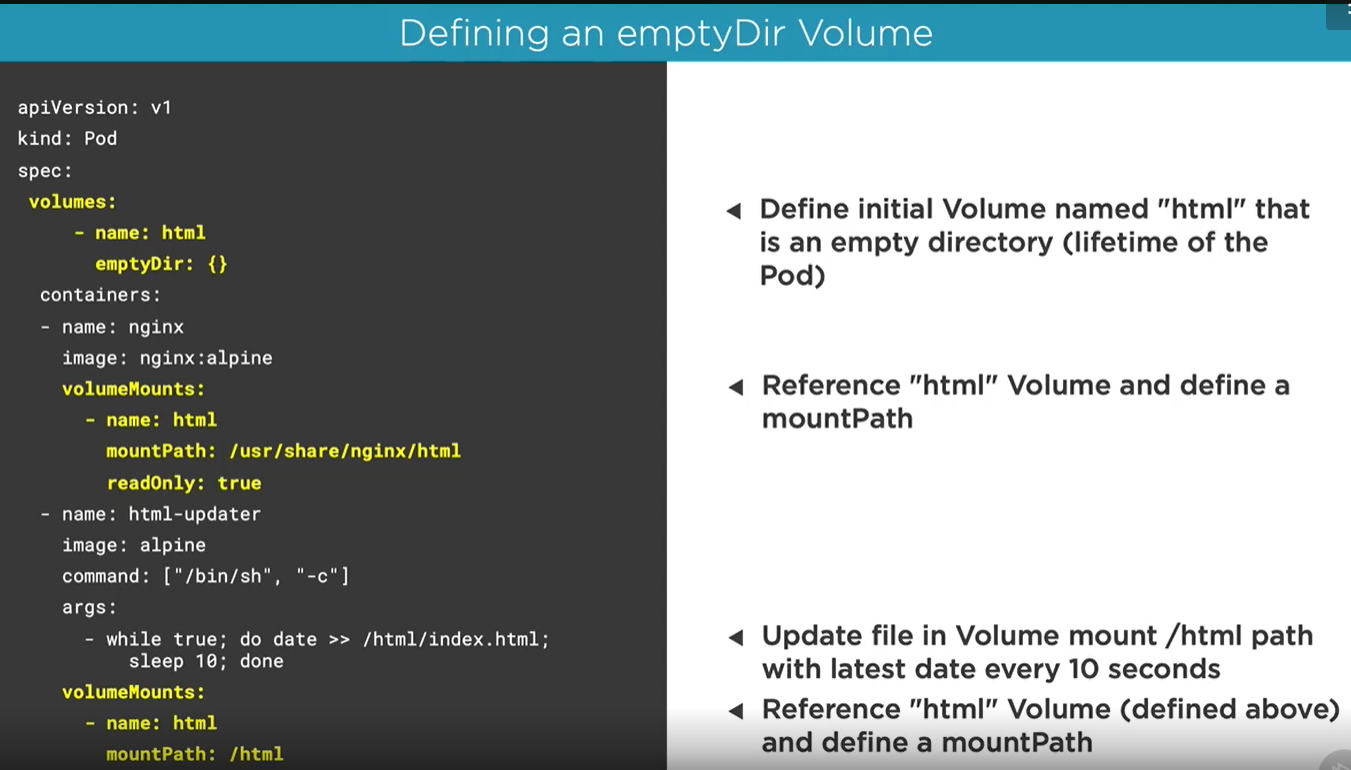 Defining an emptyDir Volume
apiVersion: v1
kind: Pod
spec:
volumes:
- name: html
emptyDir: {}
containers:
- name: nginx
image: nginx:alpine
volumeMounts:
- name: html
mountPath: /usr/share/nginx/html
readOnly: true
- name: html-updater
image: alpine
command: ["/bin/sh", "-c"]
args:
- while true; do date >> /html/index.html;
sleep 10; done
volumeMounts:
- name: html
mountPath: /html
Define initial Volume named "html" that
is an empty directory (lifetime of the
Pod)
Reference "html" Volume and define a
mountPath
Update file in Volume mount /html path
with latest date every 10 seconds
Reference "html" Volume (defined above)
and define a mountPath